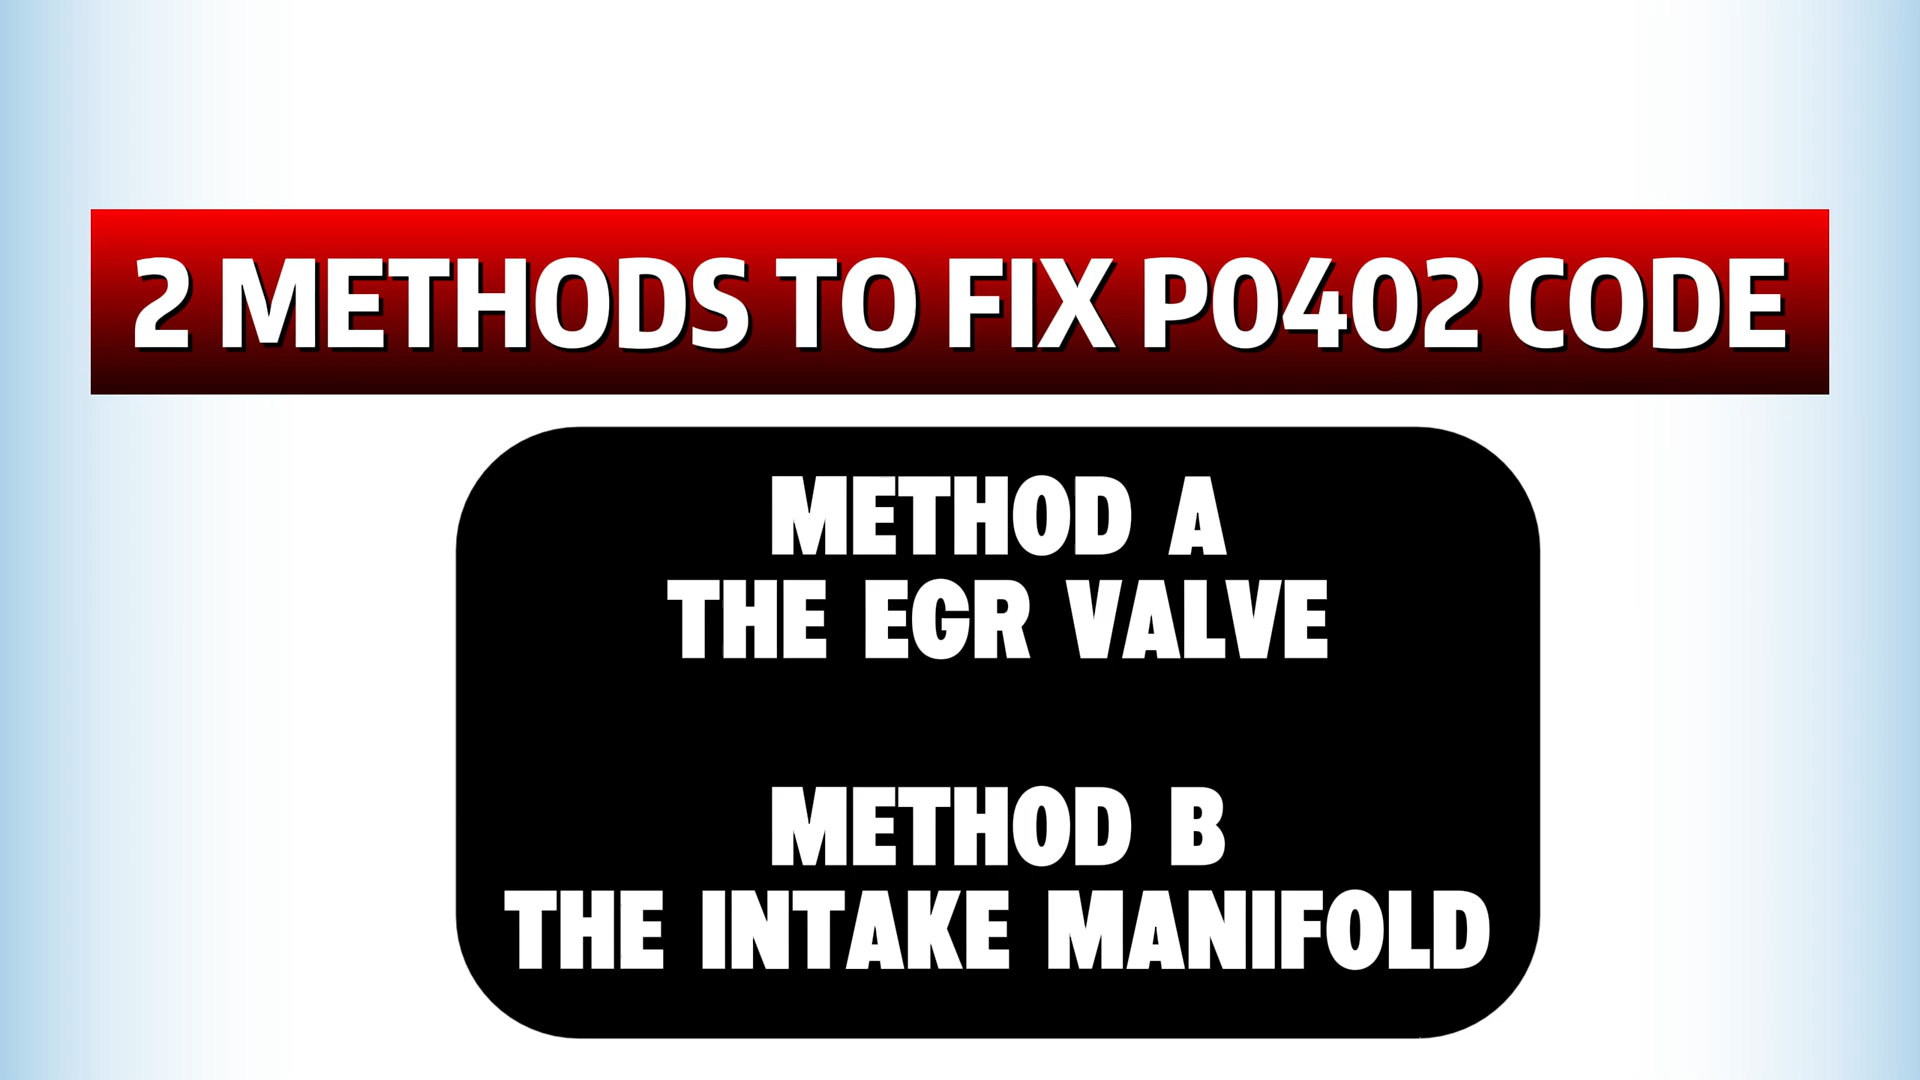 2 METHODS TO FIX P0402 CODE
METHOD A
THE EGR VALVE
METHOD B
THE INTAKE MANIFOLD